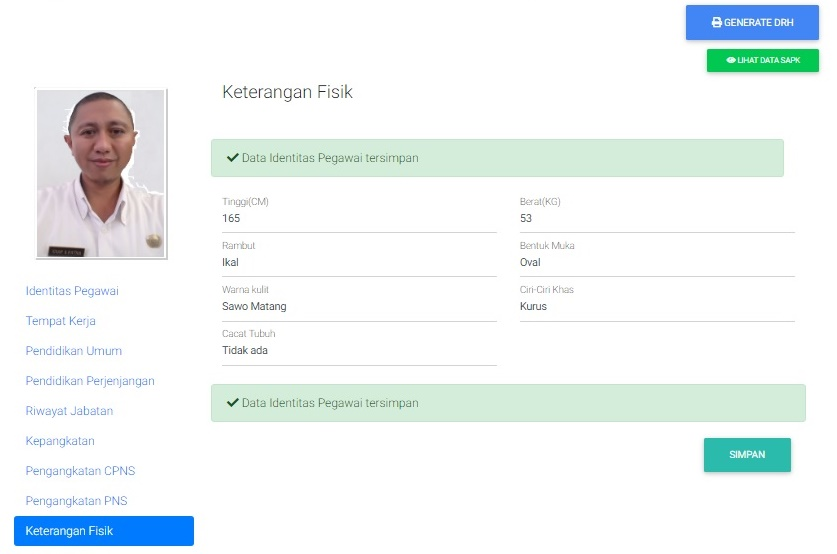 GENERATE DRH
LIHAT DATA SAPK
Keterangan Fisik
Data Identitas Pegawai tersimpan
Tinggi(CM)
165
Berat(KG)
53
Rambut
Ikal
Bentuk Muka
Oval
Warna kulit
Sawo Matang
Ciri-Ciri Khas
Kurus
Cacat Tubuh
Tidak ada
Data Identitas Pegawai tersimpan
SIMPAN
Identitas Pegawai
Tempat Kerja
Pendidikan Umum
Pendidikan Perjenjangan
Riwayat Jabatan
Kepangkatan
Pengangkatan CPNS
Pengangkatan PNS
Keterangan Fisik